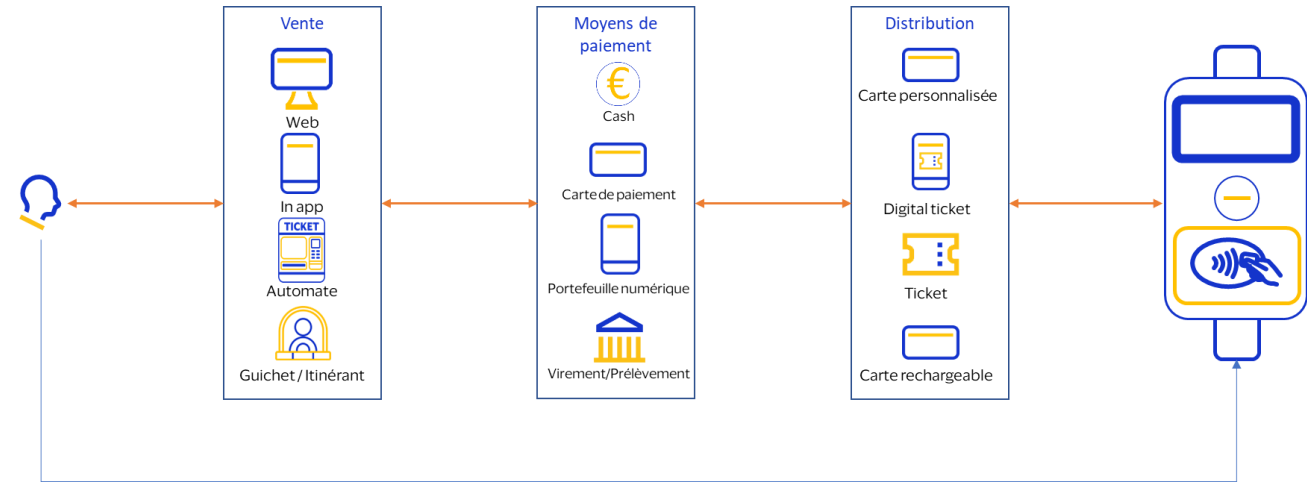 Vente
Web
In app
TICKET
Automate
Guichet / Itinérant
Moyens de
paiement
€
Cash
Carte de paiement
Portefeuille numérique
Virement/Prélèvement
Distribution
Carte personnalisée
Digital ticket
Ticket
Carte rechargeable